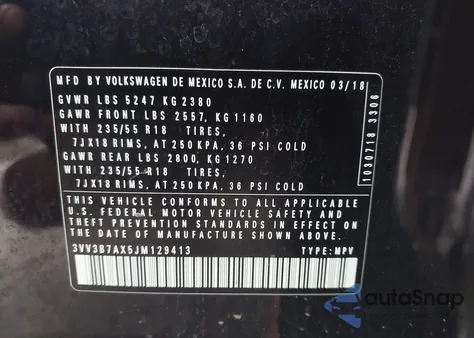 MFD BY VOLKSWAGEN DE MEXICO S.A. DE C.V. MEXICO 03/18
GVWR LBS 5247 KG 2380
GAWR FRONT LBS 2557, KG 1160
WITH 235/55 R18 TIRES,
7JX18 RIMS, AT 250 KPA, 36 PSI COLD
GAWR REAR LBS 2800, KG 1270
WITH 235/55 R18 TIRES,
7JX18 RIMS, AT 250KPA, 36 PSI COLD
THIS VEHICLE CONFORMS TO ALL APPLICABLE
U.S. FEDERAL MOTOR VEHICLE SAFETY AND
THEFT PREVENTION STANDARDS IN EFFECT ON THE
DATE OF MANUFACTURE SHOWN ABOVE.
3VV3B7AX5JM129413 TYPE: MPV
1030718 3306
autoSnap